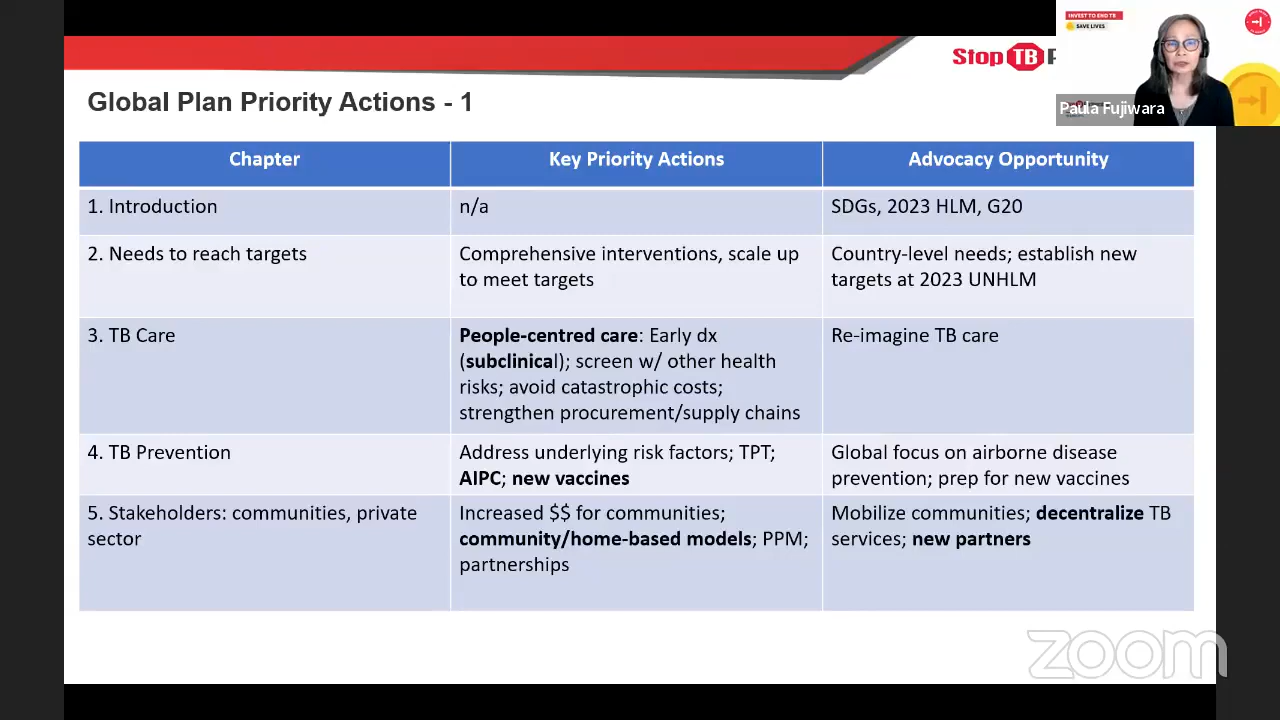 INVEST TO END TB
SAVE LIVES
Stop TB P
Paula Fujiwara
Global Plan Priority Actions - 1
Chapter
Key Priority Actions
Advocacy Opportunity
1. Introduction
n/a
SDGs, 2023 HLM, G20
2. Needs to reach targets
Comprehensive interventions, scale up
to meet targets
Country-level needs; establish new
targets at 2023 UNHLM
3. TB Care
People-centred care: Early dx
(subclinical); screen w/ other health
risks; avoid catastrophic costs;
strengthen procurement/supply chains
Re-imagine TB care
4. TB Prevention
Address underlying risk factors; TPT;
AIPC; new vaccines
Global focus on airborne disease
prevention; prep for new vaccines
5. Stakeholders: communities, private
sector
Increased $$ for communities;
community/home-based models; PPM;
partnerships
Mobilize communities; decentralize TB
services; new partners
zoom